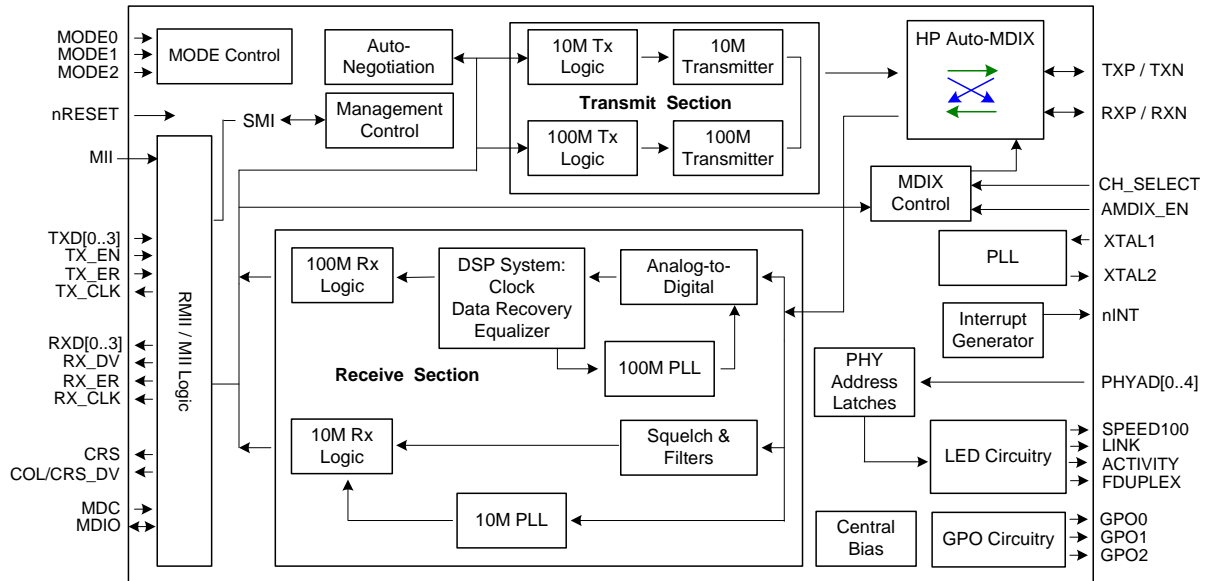 MODE0
MODE1
MODE2
MODE Control
nRESET
MII
SMI
Auto-
Negotiation
Management
Control
10M Tx
Logic
10M
Transmitter
Transmit Section
100M Tx
Logic
100M
Transmitter
HP Auto-MDIX
TXP / TXN
RXP / RXN
MDIX
Control
CH_SELECT
AMDIX_EN
TXD[0..3]
TX_EN
TX_ER
TX_CLK
RXD[0..3]
RX_DV
RX_ER
RX_CLK
CRS
COL/CRS_DV
MDC
MDIO
RMII / MII Logic
100M Rx
Logic
DSP System:
Clock
Data Recovery
Equalizer
Analog-to-
Digital
100M PLL
Receive Section
10M Rx
Logic
Squelch &
Filters
10M PLL
PLL
XTAL1
XTAL2
Interrupt
Generator
nINT
PHY
Address
Latches
PHYAD[0..4]
LED Circuitry
SPEED100
LINK
ACTIVITY
FDUPLEX
Central
Bias
GPO Circuitry
GPO0
GPO1
GPO2